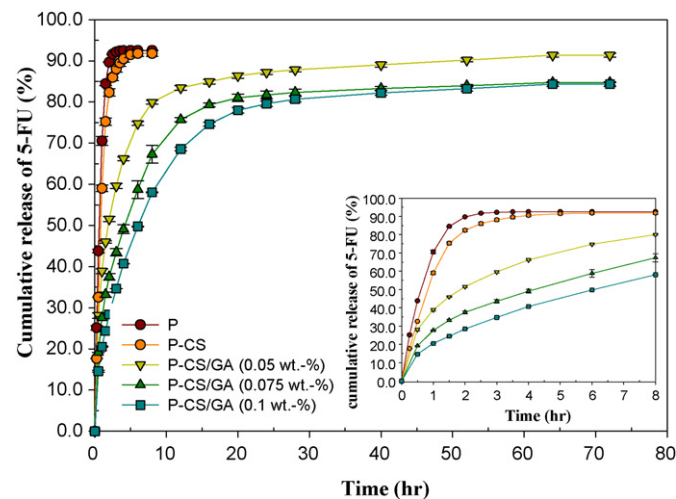 Cumulative release of 5-FU (%)
100.0
90.0
80.0
70.0
60.0
50.0
40.0
30.0
20.0
10.0
0.0
0 10 20 30 40 50 60 70 80
Time (hr)
P
P-CS
P-CS/GA (0.05 wt.-%)
P-CS/GA (0.075 wt.-%)
P-CS/GA (0.1 wt.-%)
cumulative release of 5-FU (%)
100.0
90.0
80.0
70.0
60.0
50.0
40.0
30.0
20.0
10.0
0.0
0 1 2 3 4 5 6 7 8
Time (hr)